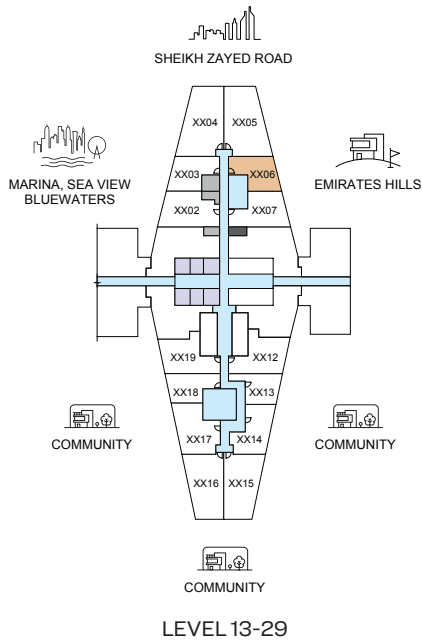 SHEIKH ZAYED ROAD
XX04 XX05
MARINA, SEA VIEW
BLUEWATERS
XX03 XX06
EMIRATES HILLS
XX02 XX07
XX19 XX12
XX18 XX13
COMMUNITY
XX17 XX14
COMMUNITY
XX16 XX15
COMMUNITY
LEVEL 13-29